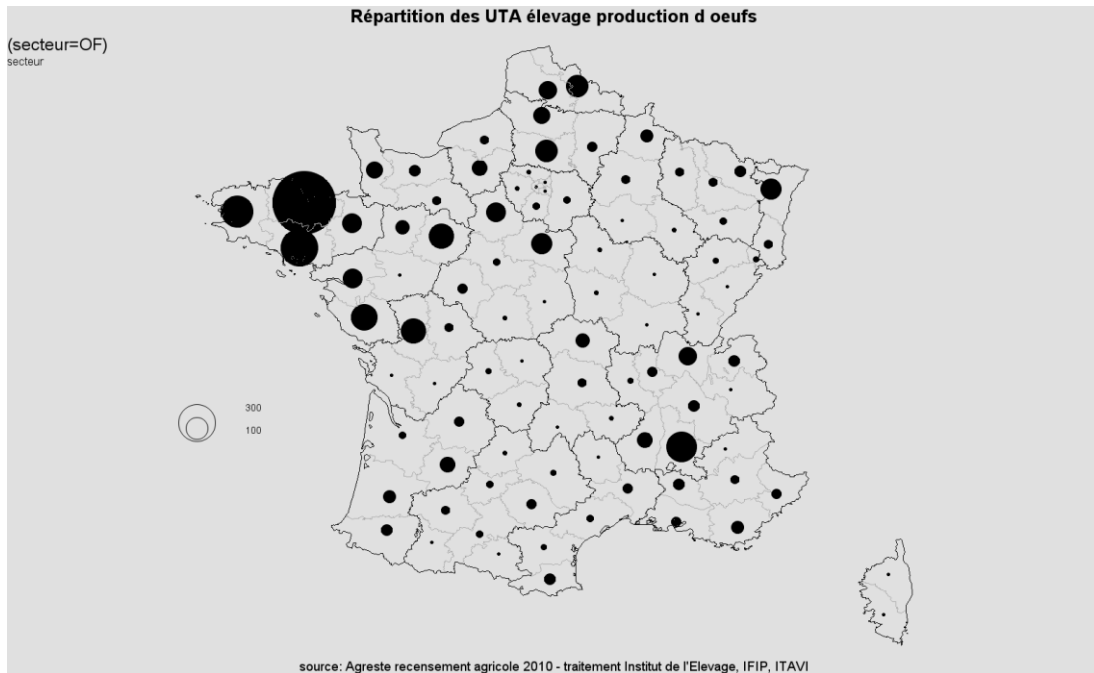 Répartition des UTA élevage production d oeufs
(secteur=OF)
secteur
300
100
source: Agreste recensement agricole 2010 - traitement Institut de l'Elevage, IFIP, ITAVI